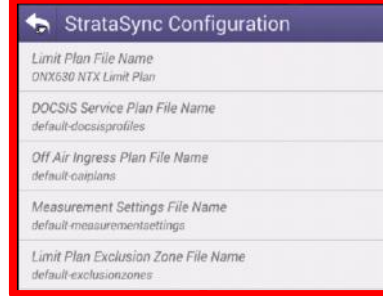 StrataSync Configuration
Limit Plan File Name
ONX630 NTX Limit Plan
DOCSIS Service Plan File Name
default-docsisprofiles
Off Air Ingress Plan File Name
default-oaiplans
Measurement Settings File Name
default-measurementsettings
Limit Plan Exclusion Zone File Name
default-exclusionzones